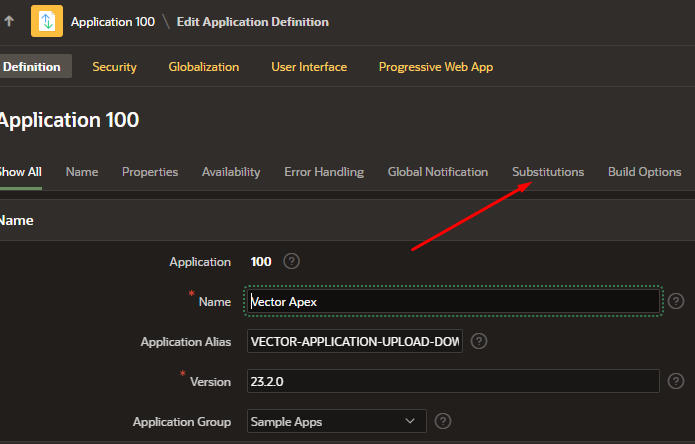 Application 100 \ Edit Application Definition
Definition Security Globalization User Interface Progressive Web App
Application 100
Show All Name Properties Availability Error Handling Global Notification Substitutions Build Options
Name
Application 100 ?
* Name Vector Apex ?
Application Alias VECTOR-APPLICATION-UPLOAD-DOW ?
* Version 23.2.0 ?
Application Group Sample Apps ?